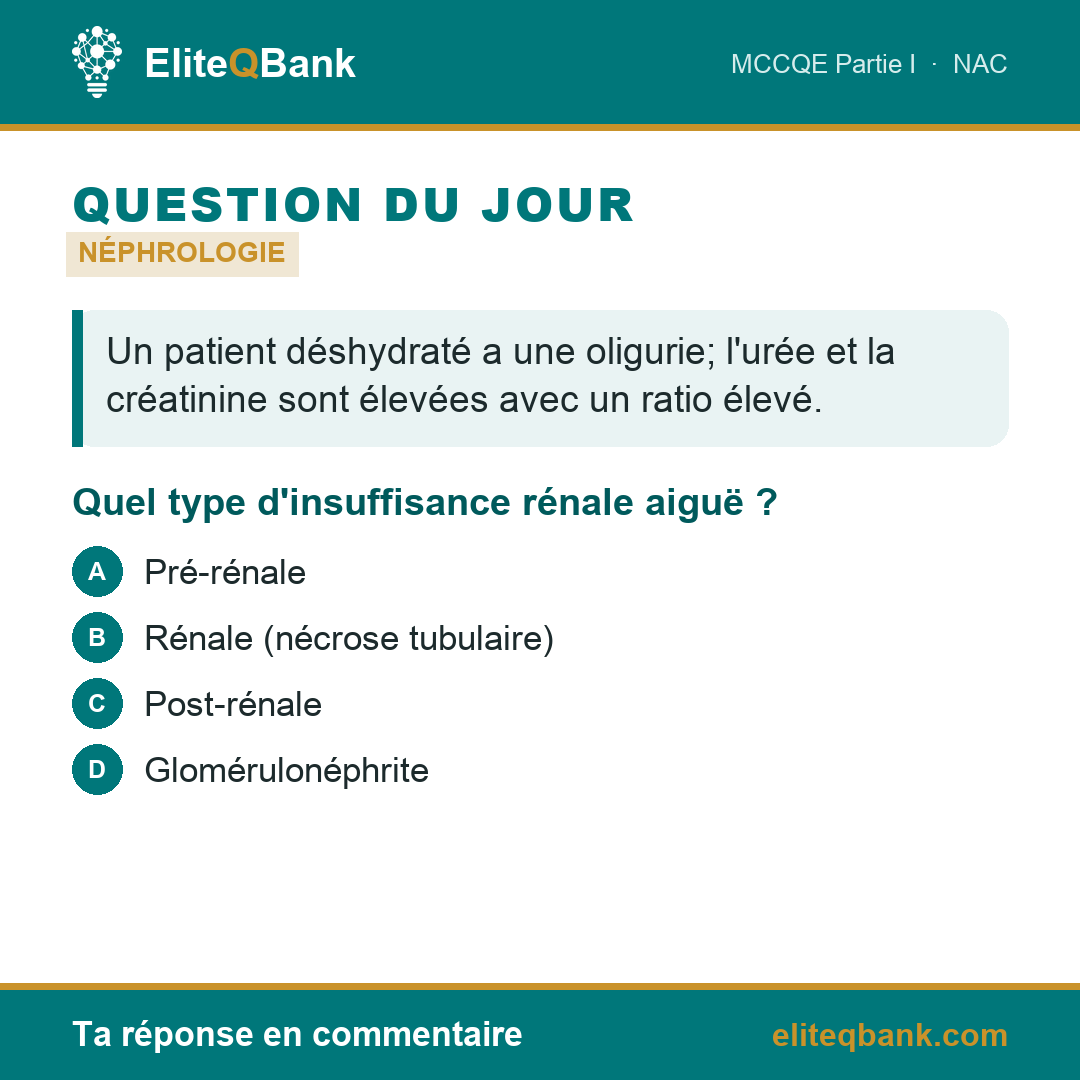 EliteQBank
MCCQE Partie I · NAC
QUESTION DU JOUR
NÉPHROLOGIE
Un patient déshydraté a une oligurie; l'urée et la
créatinine sont élevées avec un ratio élevé.
Quel type d'insuffisance rénale aiguë ?
A Pré-rénale
B Rénale (nécrose tubulaire)
C Post-rénale
D Glomérulonéphrite
Ta réponse en commentaire
eliteqbank.com